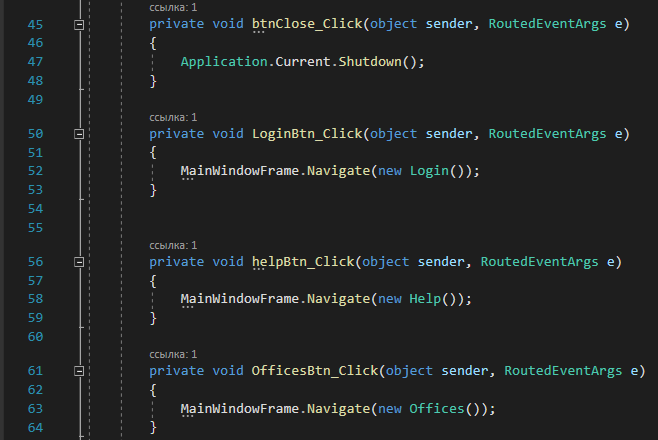 ссылка: 1
45 private void btnClose_Click(object sender, RoutedEventArgs e)
46 {
47 Application.Current.Shutdown();
48 }
49
ссылка: 1
50 private void LoginBtn_Click(object sender, RoutedEventArgs e)
51 {
52 MainWindowFrame.Navigate(new Login());
53 }
54
55
ссылка: 1
56 private void helpBtn_Click(object sender, RoutedEventArgs e)
57 {
58 MainWindowFrame.Navigate(new Help());
59 }
60
ссылка: 1
61 private void OfficesBtn_Click(object sender, RoutedEventArgs e)
62 {
63 MainWindowFrame.Navigate(new Offices());
64 }